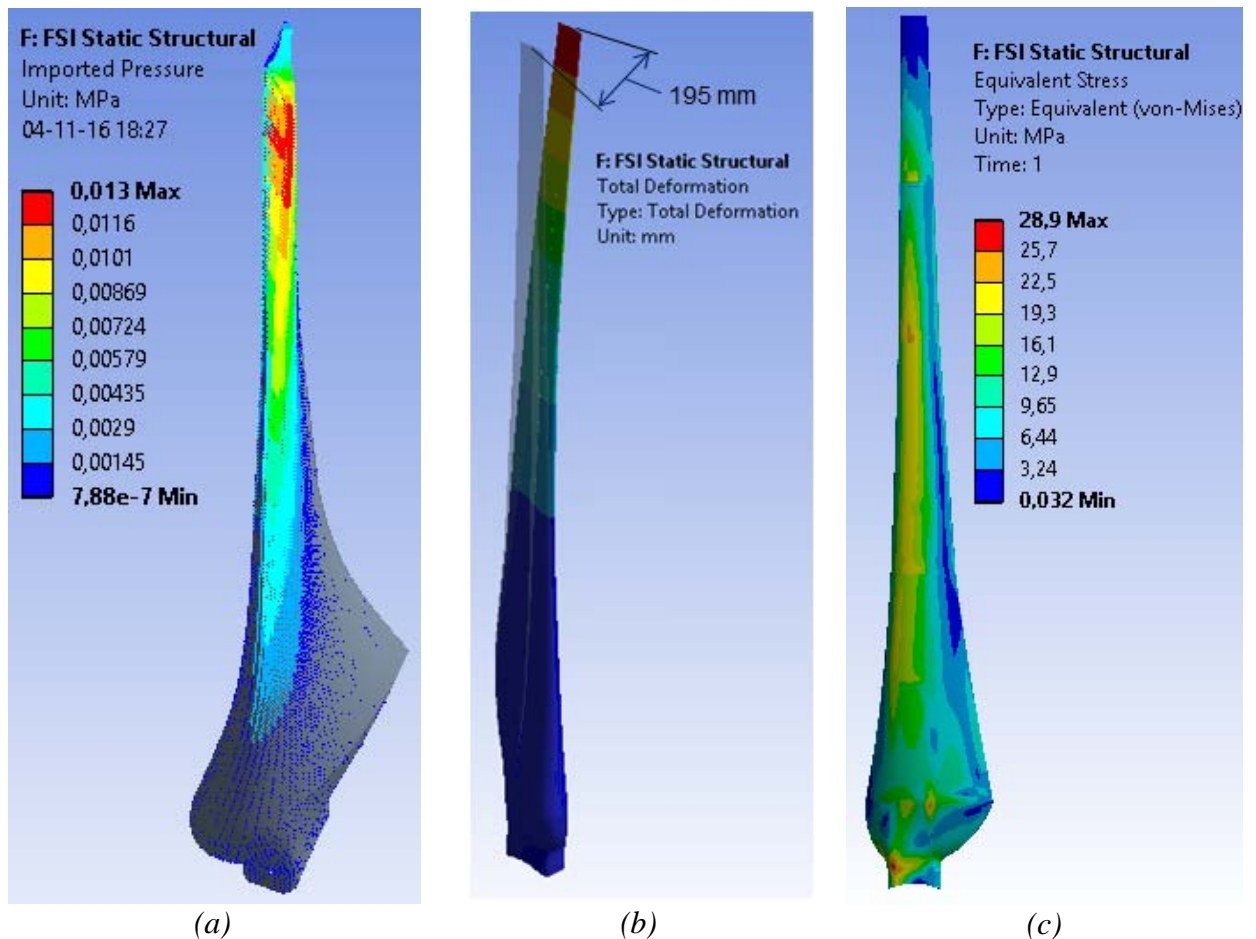 F: FSI Static Structural
Imported Pressure
Unit: MPa
04-11-16 18:27
0,013 Max
0,0116
0,0101
0,00869
0,00724
0,00579
0,00435
0,0029
0,00145
7,88e-7 Min
(a)
195 mm
F: FSI Static Structural
Total Deformation
Type: Total Deformation
Unit: mm
(b)
F: FSI Static Structural
Equivalent Stress
Type: Equivalent (von-Mises)
Unit: MPa
Time: 1
28,9 Max
25,7
22,5
19,3
16,1
12,9
9,65
6,44
3,24
0,032 Min
(c)